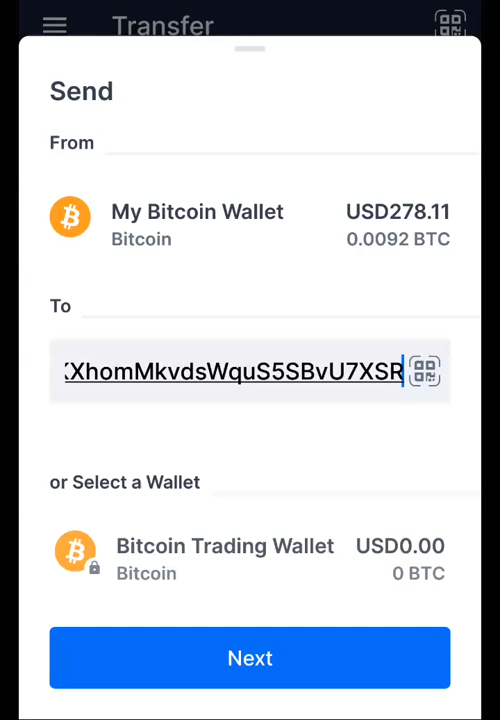 Transfer
Send
From
My Bitcoin Wallet USD278.11
Bitcoin 0.0092 BTC
To
XhomMkvdsWquS5SBvU7XSR
or Select a Wallet
Bitcoin Trading Wallet USD0.00
Bitcoin 0 BTC
Next